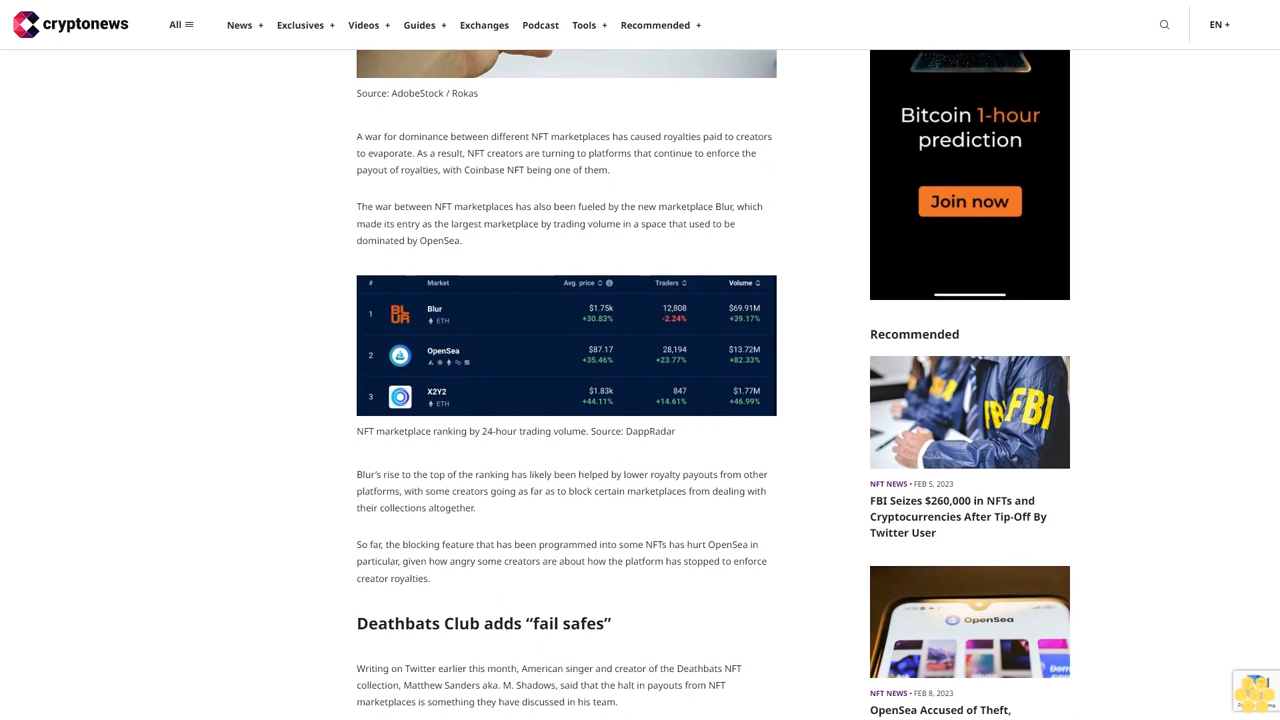 cryptonews
All
News +
Exclusives +
Videos +
Guides +
Exchanges
Podcast
Tools +
Recommended +
EN +
Source: AdobeStock / Rokas
A war for dominance between different NFT marketplaces has caused royalties paid to creators
to evaporate. As a result, NFT creators are turning to platforms that continue to enforce the
payout of royalties, with Coinbase NFT being one of them.
The war between NFT marketplaces has also been fueled by the new marketplace Blur, which
made its entry as the largest marketplace by trading volume in a space that used to be
dominated by OpenSea.
# Market Avg. price Traders Volume
1 BLUR Blur $1.75k 12,808 $69.91M
ETH +30.83% -2.24% +39.17%
2 OpenSea $87.17 28,194 $13.72M
+35.46% +23.77% +82.33%
3 X2Y2 $1.83k 847 $1.77M
ETH +44.11% +14.61% +46.99%
NFT marketplace ranking by 24-hour trading volume. Source: DappRadar
Blur’s rise to the top of the ranking has likely been helped by lower royalty payouts from other
platforms, with some creators going as far as to block certain marketplaces from dealing with
their collections altogether.
So far, the blocking feature that has been programmed into some NFTs has hurt OpenSea in
particular, given how angry some creators are about how the platform has stopped to enforce
creator royalties.
Deathbats Club adds “fail safes”
Writing on Twitter earlier this month, American singer and creator of the Deathbats NFT
collection, Matthew Sanders aka. M. Shadows, said that the halt in payouts from NFT
marketplaces is something they have discussed in his team.
Bitcoin 1-hour
prediction
Join now
Recommended
FBI
FBI
NFT NEWS • FEB 5, 2023
FBI Seizes $260,000 in NFTs and
Cryptocurrencies After Tip-Off By
Twitter User
OpenSea
NFT NEWS • FEB 8, 2023
OpenSea Accused of Theft,